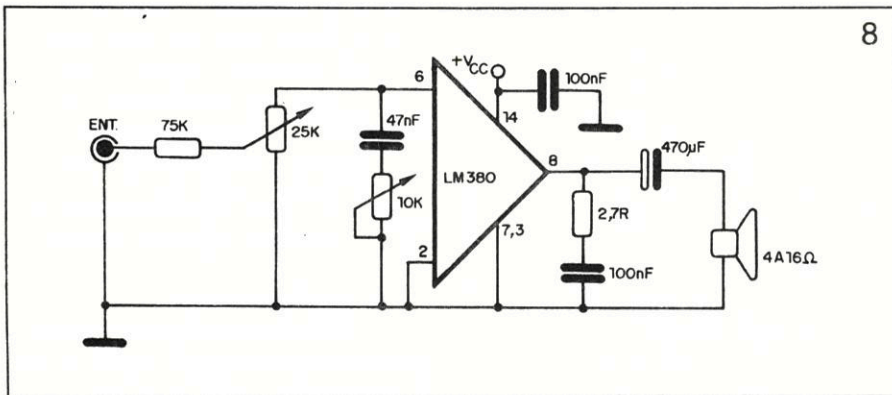 8
+VCC
100nF
6
14
ENT.
75K
25K
47nF
10K
LM380
8
470µF
2,7R
7,3
2
100nF
4A16Ω